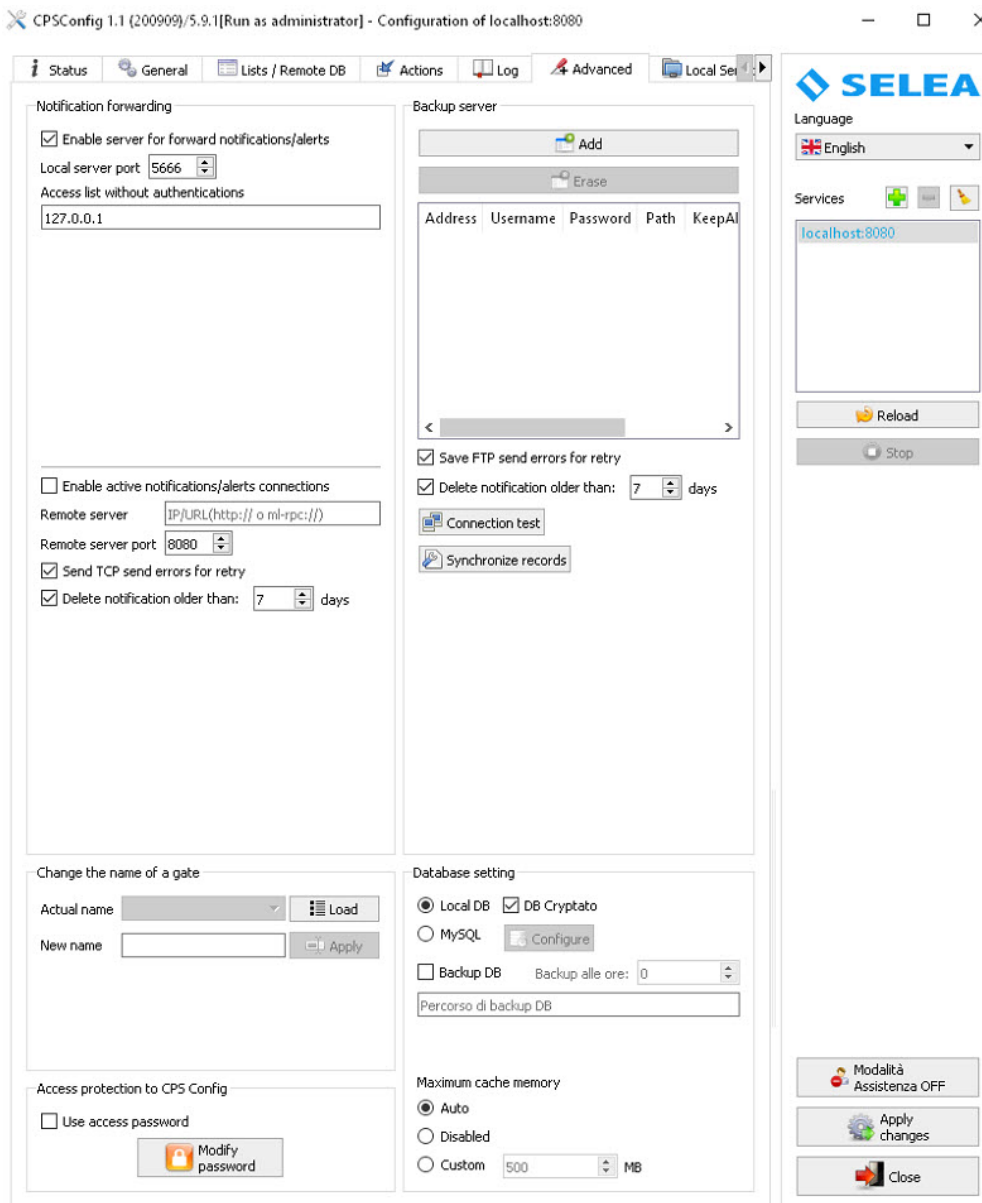 CPSConfig 1.1 (200909)/5.9.1[Run as administrator] - Configuration of localhost:8080
Status
General
Lists / Remote DB
Actions
Log
Advanced
Local Ser
Notification forwarding
Enable server for forward notifications/alerts
Local server port 5666
Access list without authentications
127.0.0.1
Enable active notifications/alerts connections
Remote server IP/URL(http:// o ml-rpc://)
Remote server port 8080
Send TCP send errors for retry
Delete notification older than: 7 days
Backup server
Add
Erase
Address Username Password Path KeepAl
Save FTP send errors for retry
Delete notification older than: 7 days
Connection test
Synchronize records
Change the name of a gate
Actual name Load
New name Apply
Database setting
Local DB DB Cryptato
MySQL Configure
Backup DB Backup alle ore: 0
Percorso di backup DB
Maximum cache memory
Auto
Disabled
Custom 500 MB
Access protection to CPS Config
Use access password
Modify
password
SELEA
Language
English
Services
localhost:8080
Reload
Stop
Modalità
Assistenza OFF
Apply
changes
Close